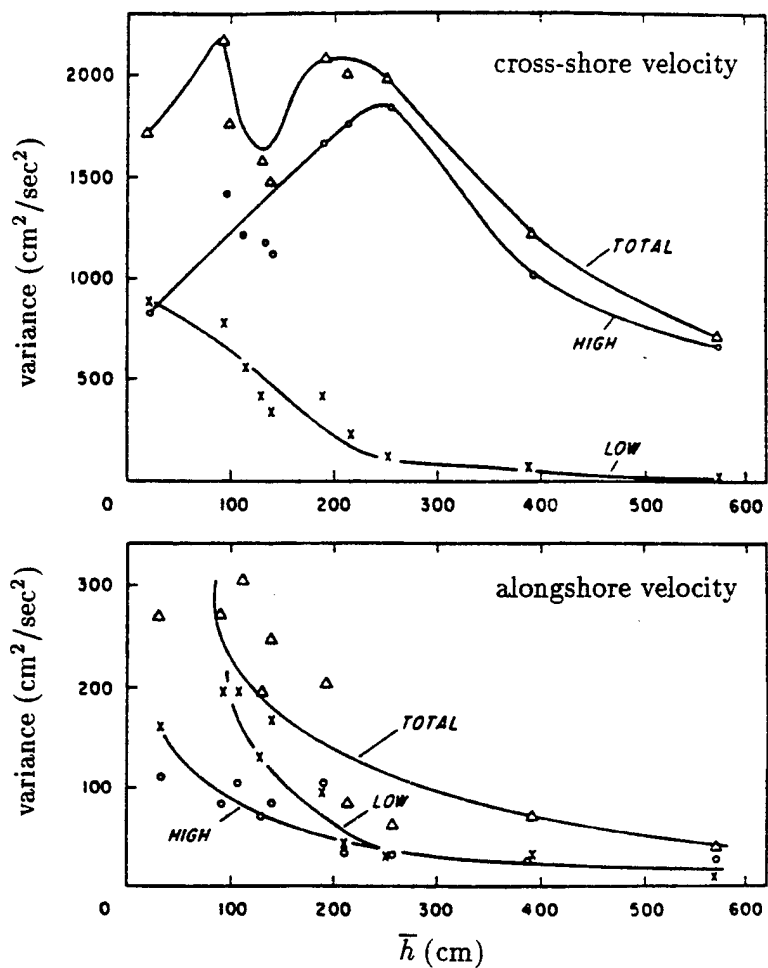 cross-shore velocity
variance (cm²/sec²)
2000
1500
1000
500
TOTAL
HIGH
LOW
0 100 200 300 400 500 600
alongshore velocity
variance (cm²/sec²)
300
200
100
TOTAL
LOW
HIGH
0 100 200 300 400 500 600
h̅ (cm)